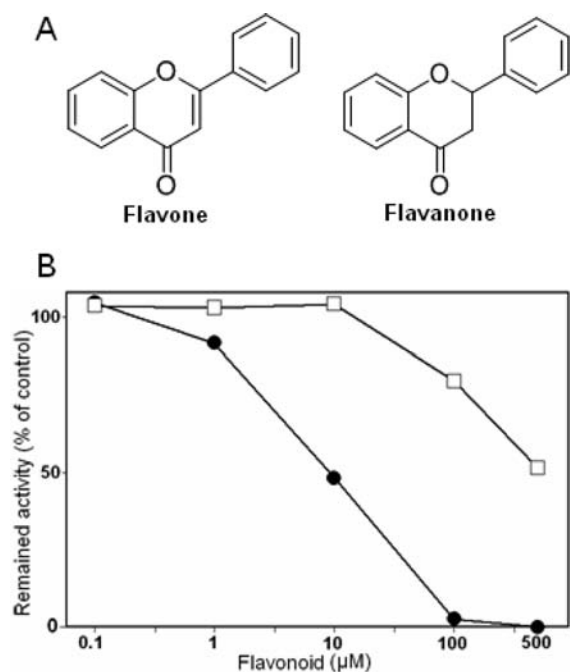 A
O
O
Flavone
O
O
Flavanone
B
Remained activity (% of control)
100
50
0
0.1 1 10 100 500
Flavonoid (µM)